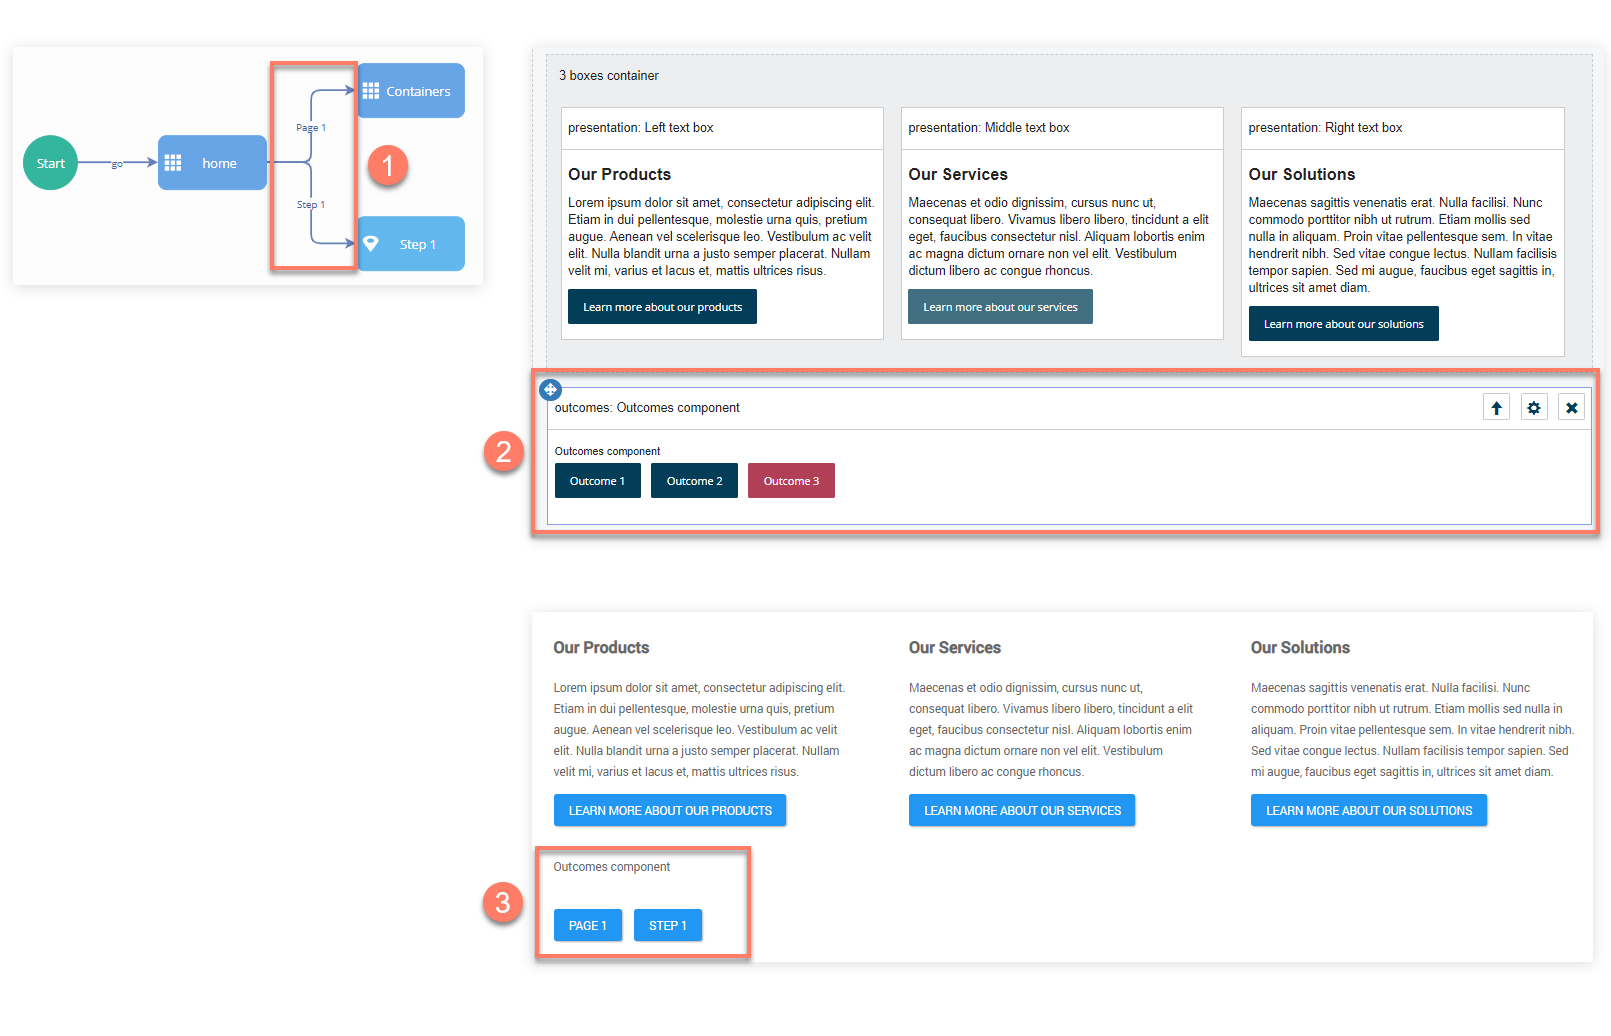 Start
go
home
Page 1
Step 1
Containers
Step 1
1
3 boxes container
presentation: Left text box
Our Products
Lorem ipsum dolor sit amet, consectetur adipiscing elit.
Etiam in dui pellentesque, molestie urna quis, pretium
augue. Aenean vel scelerisque leo. Vestibulum ac velit
elit. Nulla blandit urna a justo semper placerat. Nullam
velit mi, varius et lacus et, mattis ultrices risus.
Learn more about our products
presentation: Middle text box
Our Services
Maecenas et odio dignissim, cursus nunc ut,
consequat libero. Vivamus libero libero, tincidunt a elit
eget, faucibus consectetur nisl. Aliquam lobortis enim
ac magna dictum ornare non vel elit. Vestibulum
dictum libero ac congue rhoncus.
Learn more about our services
presentation: Right text box
Our Solutions
Maecenas sagittis venenatis erat. Nulla facilisi. Nunc
commodo porttitor nibh ut rutrum. Etiam mollis sed
nulla in aliquam. Proin vitae pellentesque sem. In vitae
hendrerit nibh. Sed vitae congue lectus. Nullam facilisis
tempor sapien. Sed mi augue, faucibus eget sagittis in,
ultrices sit amet diam.
Learn more about our solutions
2
outcomes: Outcomes component
Outcomes component
Outcome 1
Outcome 2
Outcome 3
Our Products
Lorem ipsum dolor sit amet, consectetur adipiscing elit.
Etiam in dui pellentesque, molestie urna quis, pretium
augue. Aenean vel scelerisque leo. Vestibulum ac velit
elit. Nulla blandit urna a justo semper placerat. Nullam
velit mi, varius et lacus et, mattis ultrices risus.
LEARN MORE ABOUT OUR PRODUCTS
Our Services
Maecenas et odio dignissim, cursus nunc ut,
consequat libero. Vivamus libero libero, tincidunt a elit
eget, faucibus consectetur nisl. Aliquam lobortis enim
ac magna dictum ornare non vel elit. Vestibulum
dictum libero ac congue rhoncus.
LEARN MORE ABOUT OUR SERVICES
Our Solutions
Maecenas sagittis venenatis erat. Nulla facilisi. Nunc
commodo porttitor nibh ut rutrum. Etiam mollis sed nulla in
aliquam. Proin vitae pellentesque sem. In vitae hendrerit nibh.
Sed vitae congue lectus. Nullam facilisis tempor sapien. Sed
mi augue, faucibus eget sagittis in, ultrices sit amet diam.
LEARN MORE ABOUT OUR SOLUTIONS
3
Outcomes component
PAGE 1
STEP 1